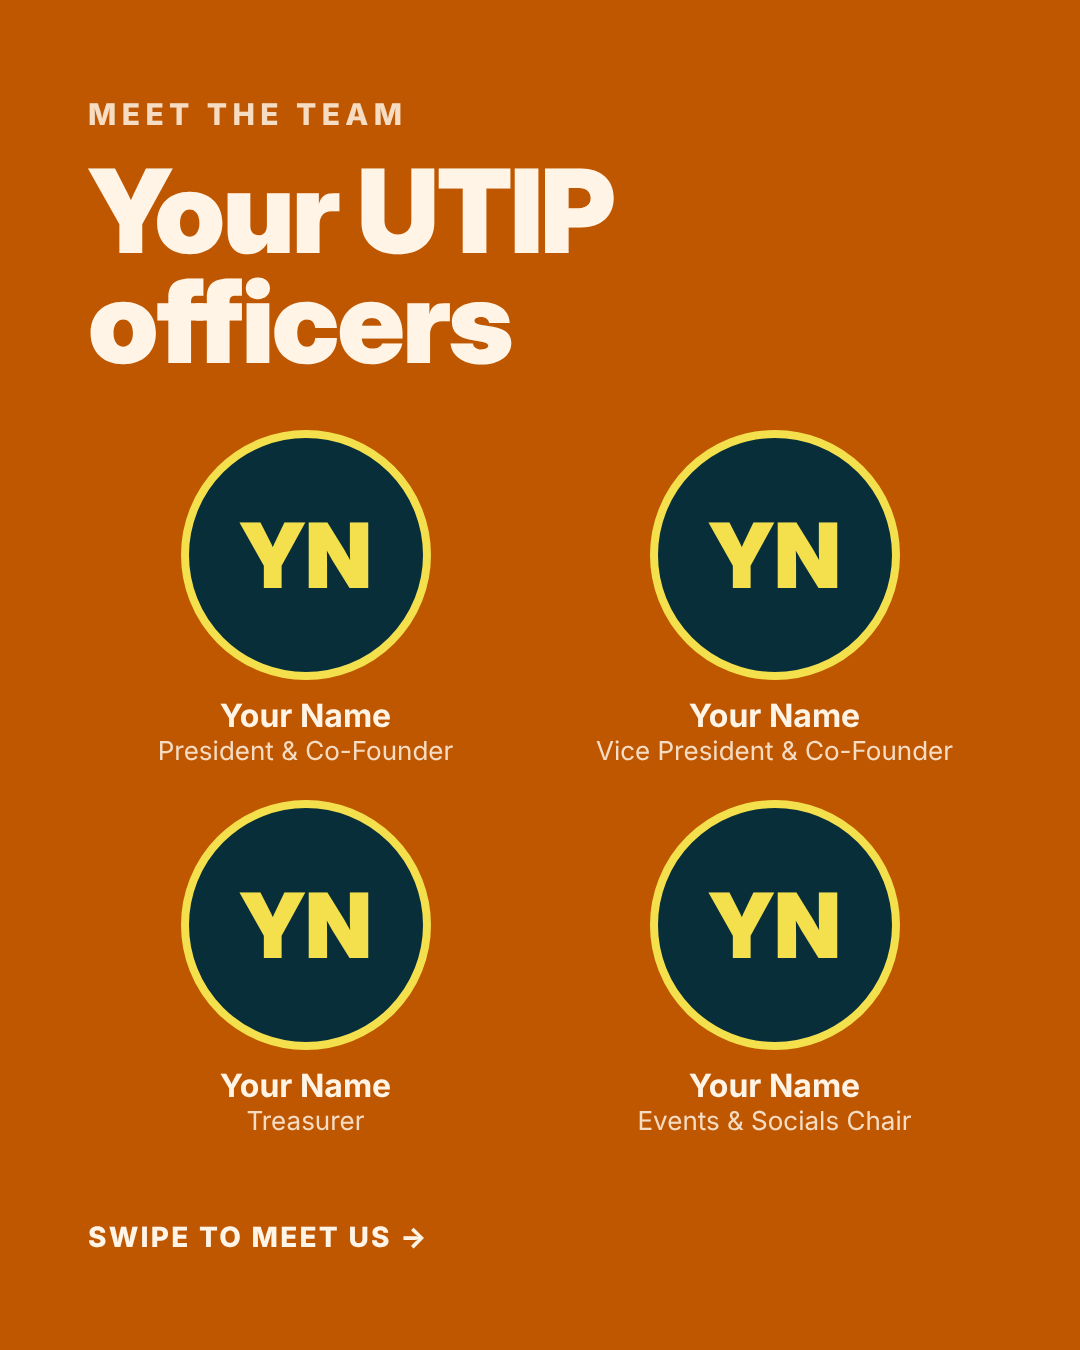 MEET THE TEAM
Your UTIP
officers
YN
YN
Your Name
Your Name
President & Co-Founder
Vice President & Co-Founder
YN
YN
Your Name
Your Name
Treasurer
Events & Socials Chair
SWIPE TO MEET US →